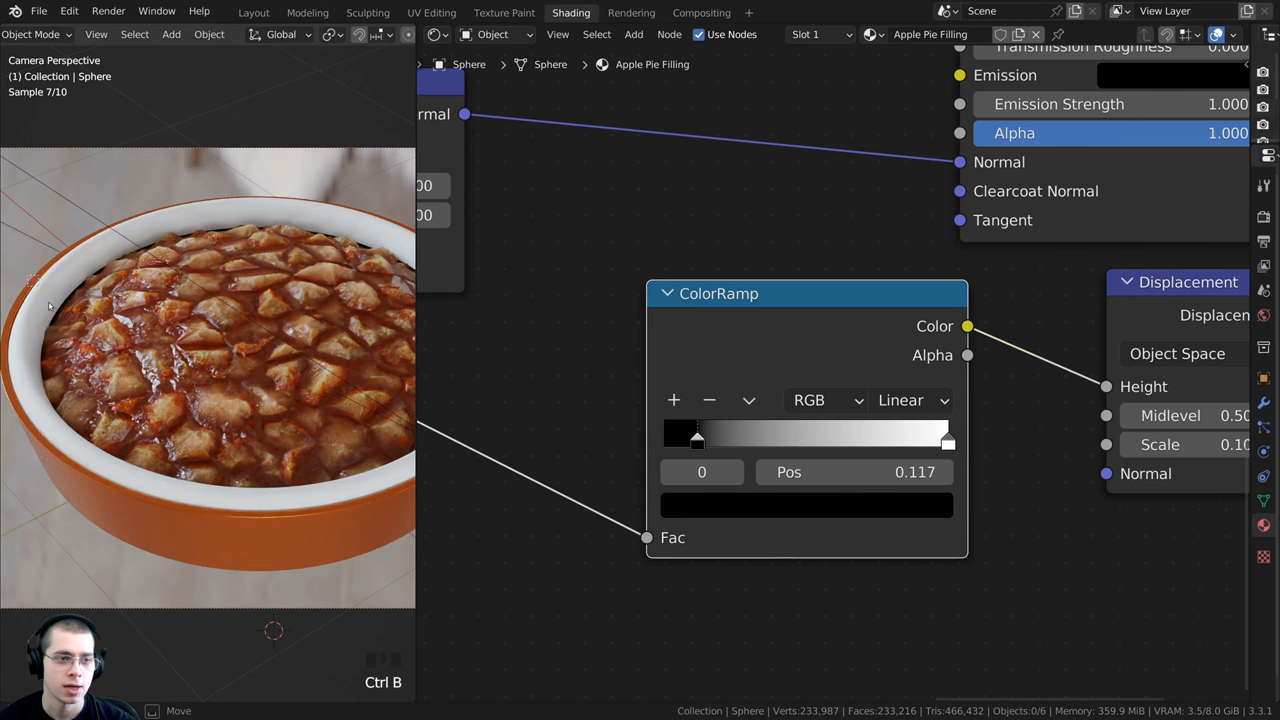 File Edit Render Window Help Layout Modeling Sculpting UV Editing Texture Paint Shading Rendering Compositing + Scene View Layer
Object Mode View Select Add Object Global Object View Select Add Node Use Nodes Slot 1 Apple Pie Filling
Camera Perspective
(1) Collection | Sphere
Sample 7/10
Sphere > Sphere > Apple Pie Filling
Transmission Roughness 0.000
Emission
Emission Strength 1.000
Alpha 1.000
Normal
Clearcoat Normal
Tangent
rmal
00
00
ColorRamp
Color
Alpha
+ − RGB Linear
0 Pos 0.117
Fac
Displacement
Displacen
Object Space
Height
Midlevel 0.50
Scale 0.10
Normal
Ctrl B
Move
Collection | Sphere | Verts:233,987 | Faces:233,216 | Tris:466,432 | Objects:0/6 | Memory: 359.9 MiB | VRAM: 3.5/8.0 GiB | 3.3.1